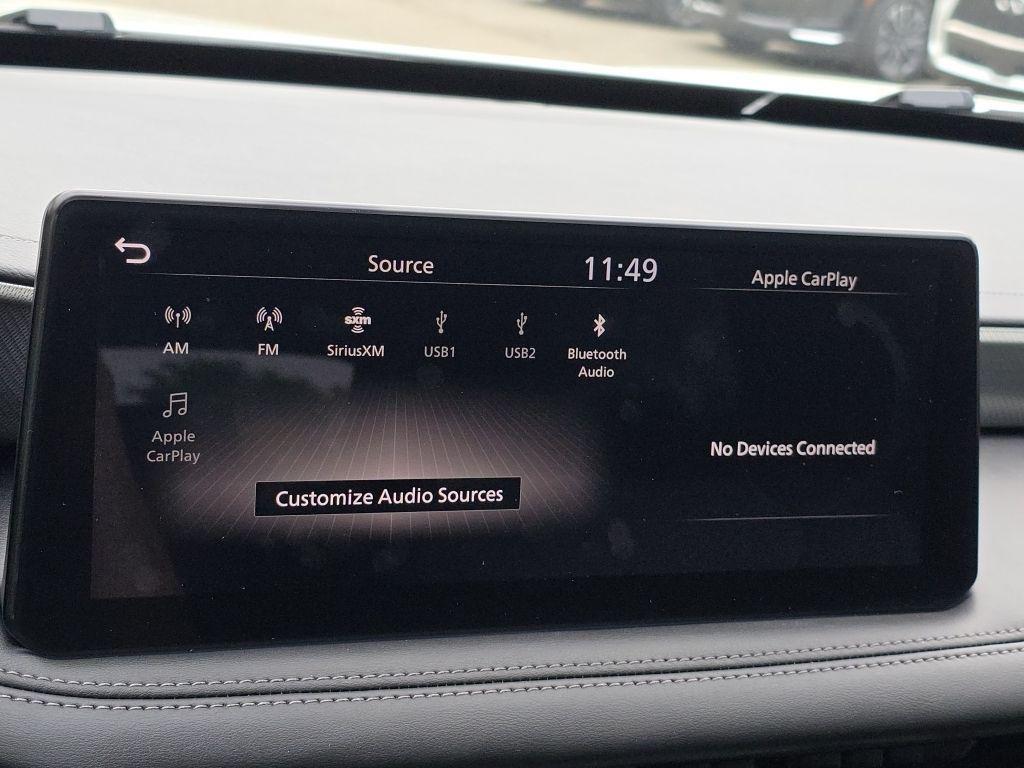 Source
11:49
Apple CarPlay
AM
FM
sxm
SiriusXM
USB1
USB2
Bluetooth
Audio
Apple
CarPlay
No Devices Connected
Customize Audio Sources